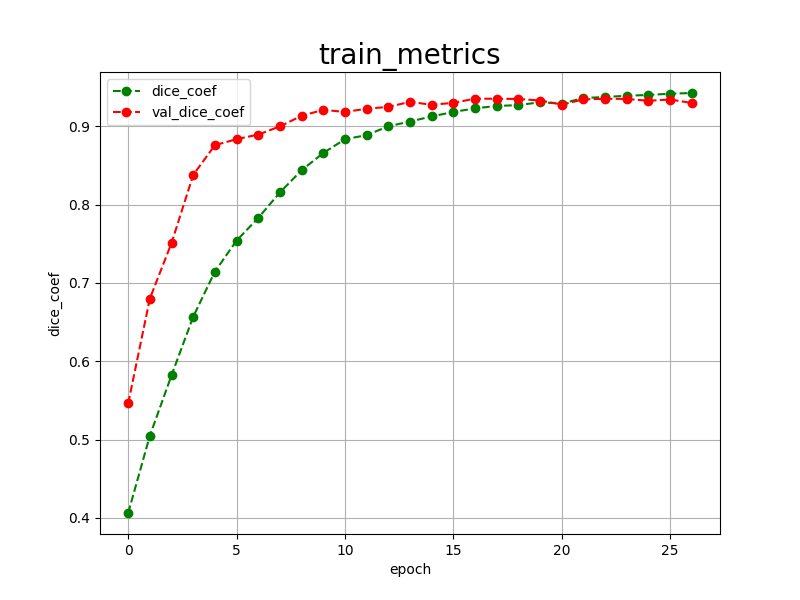 train_metrics
dice_coef
val_dice_coef
0.9
0.8
0.7
0.6
0.5
0.4
dice_coef
0 5 10 15 20 25
epoch